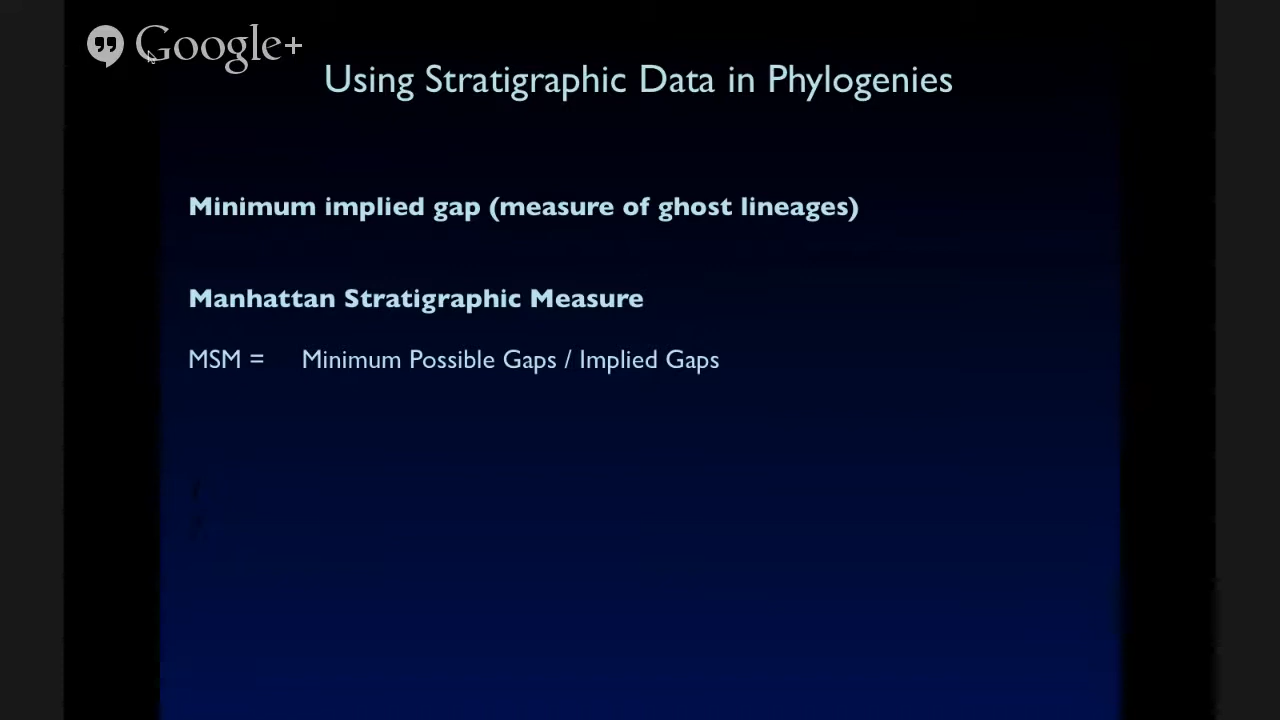 Google+
Using Stratigraphic Data in Phylogenies
Minimum implied gap (measure of ghost lineages)
Manhattan Stratigraphic Measure
MSM = Minimum Possible Gaps / Implied Gaps